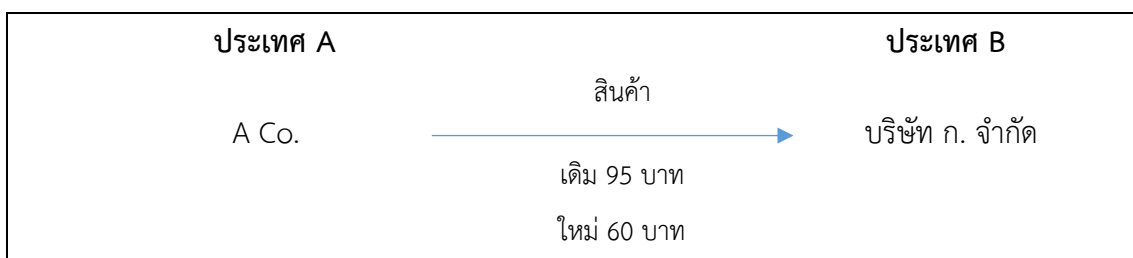 ประเทศ A ประเทศ B
สินค้า
A Co. บริษัท ก. จำกัด
เดิม 95 บาท
ใหม่ 60 บาท